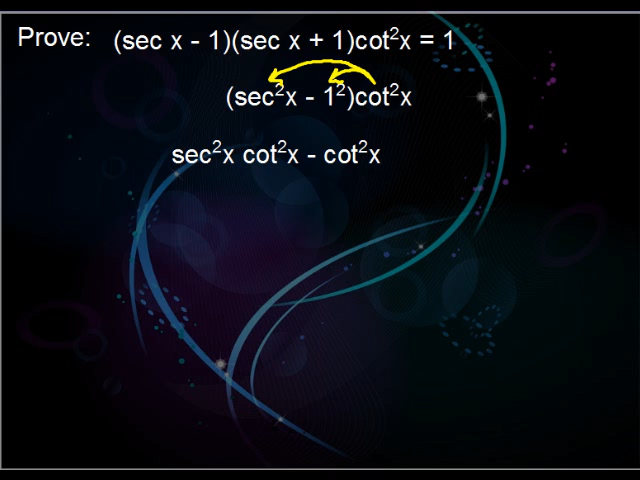 Prove: (sec x - 1)(sec x + 1)cot²x = 1
(sec²x - 1²)cot²x
sec²x cot²x - cot²x